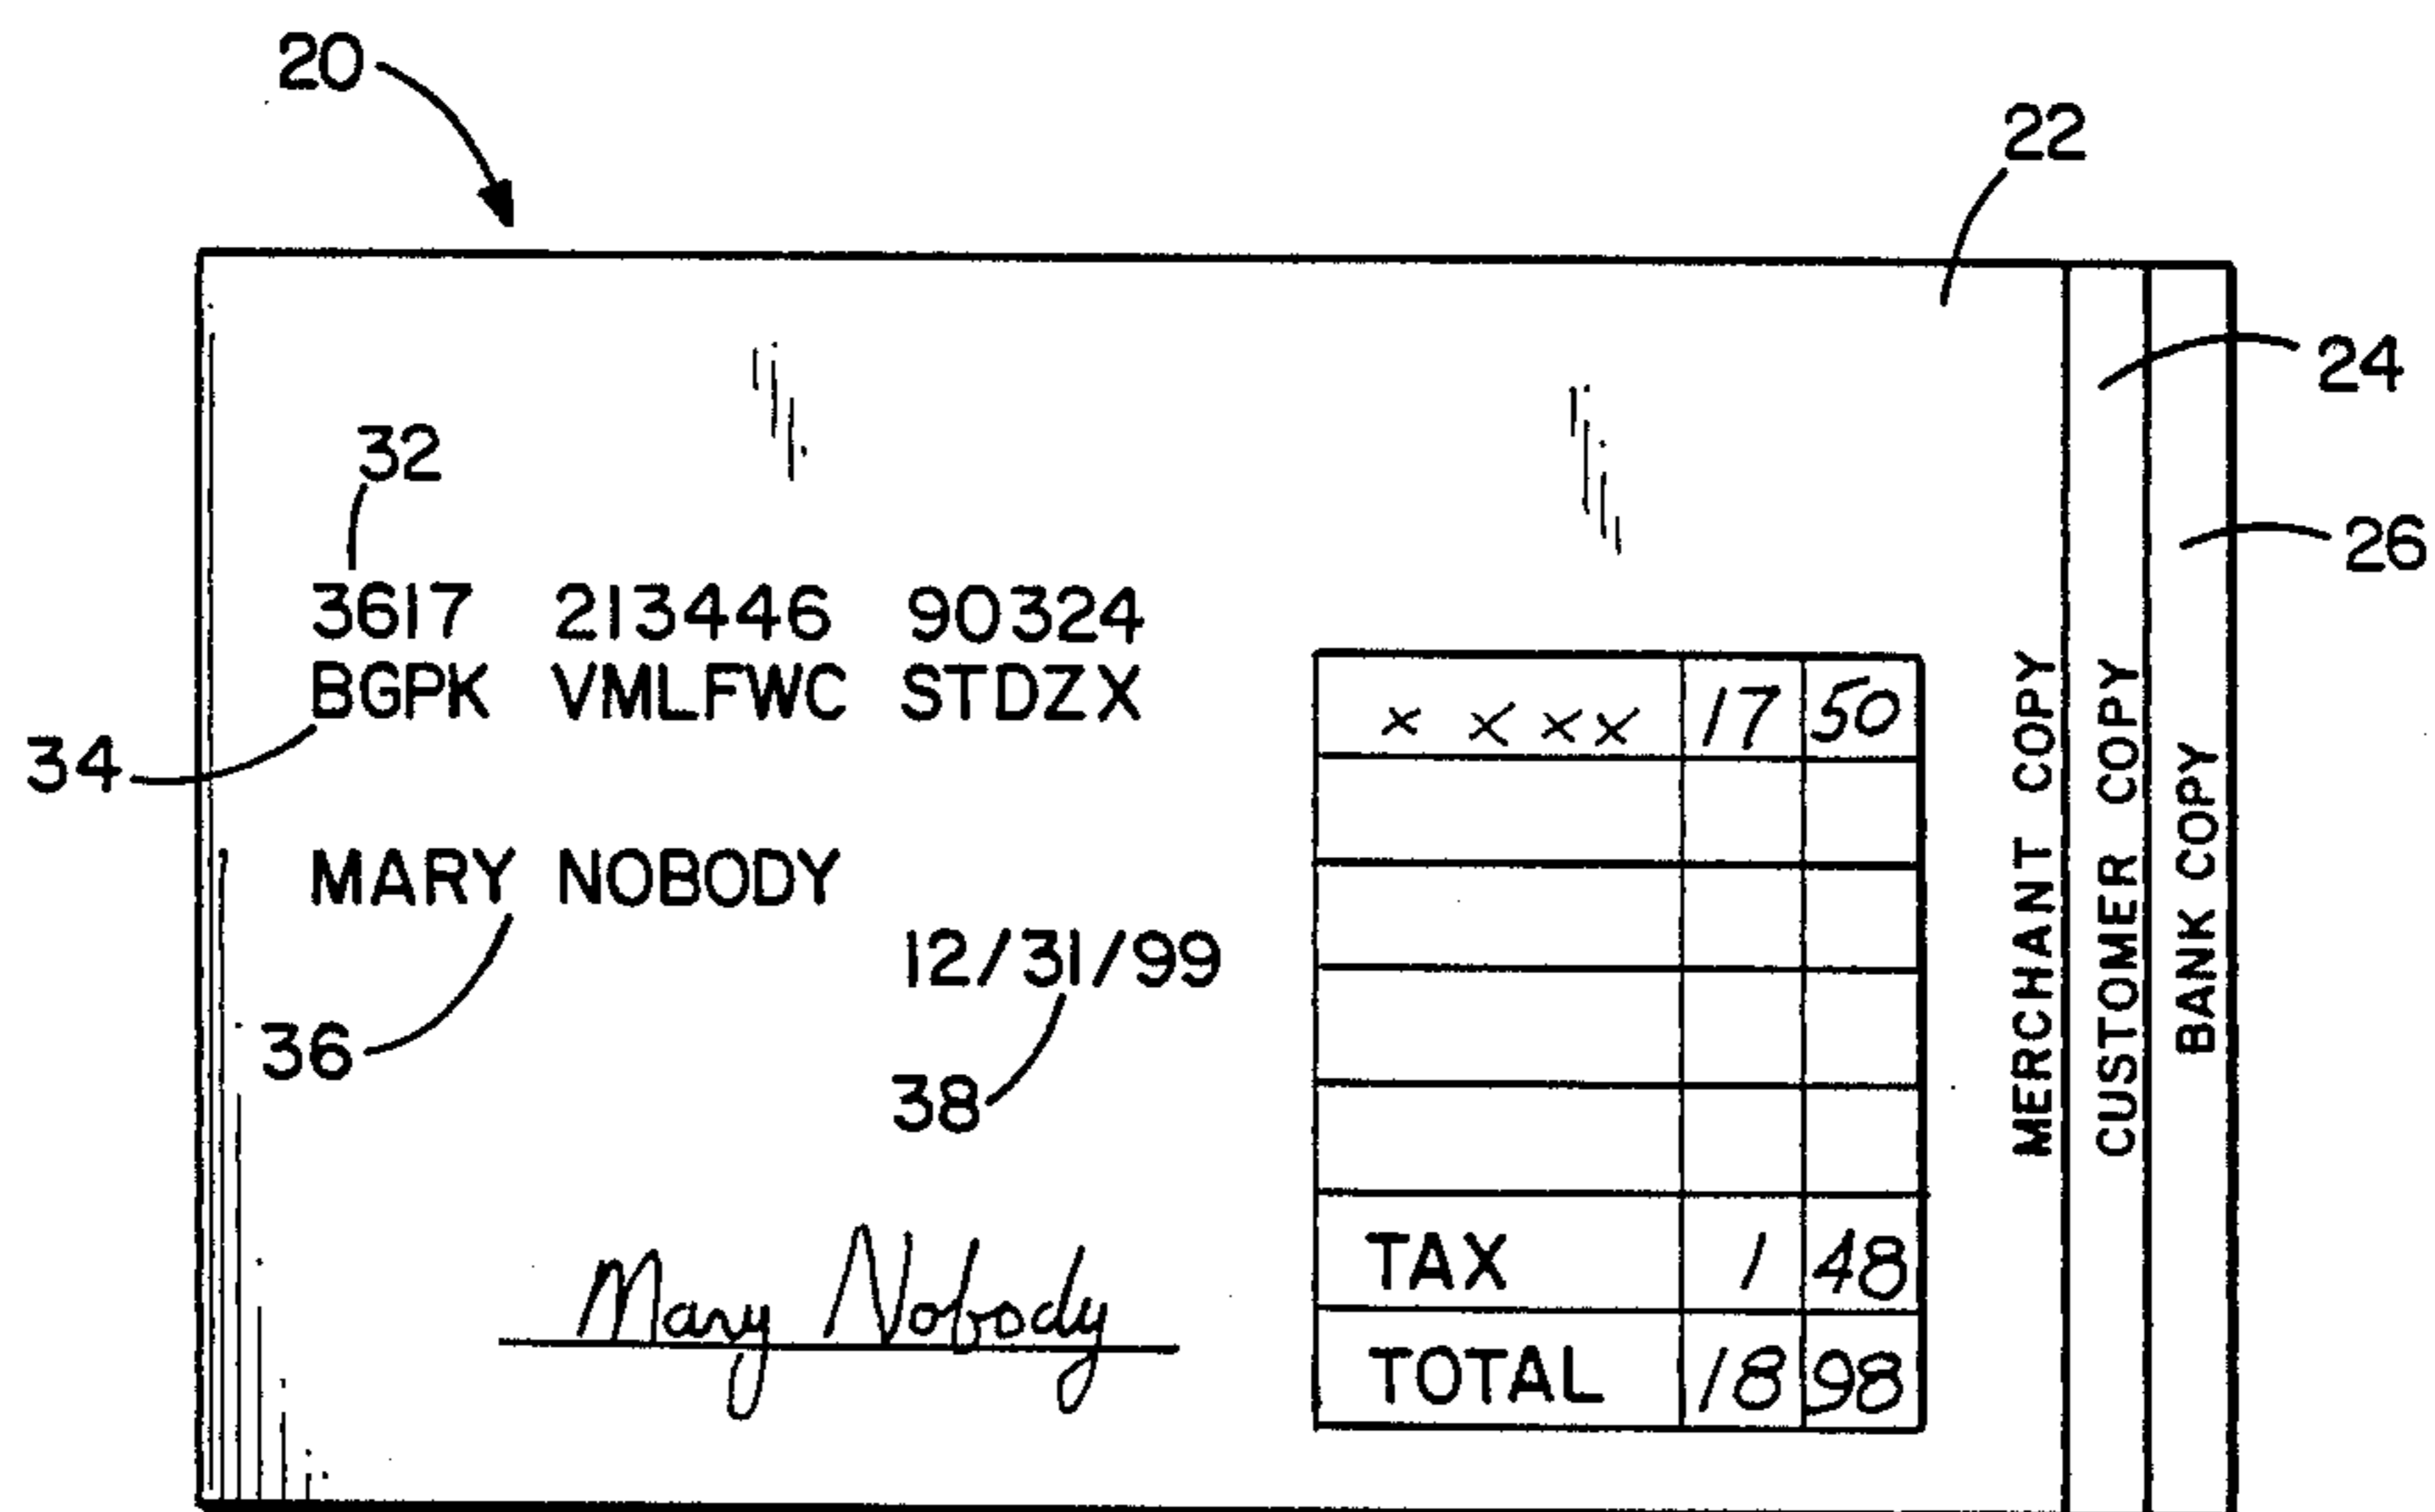 20
22
24
32
26
3617 213446 90324
BGPK VMLFWC STDZX
34
x x x x 17 50
MARY NOBODY
12/31/99
36
38
TAX 1 48
Mary Nobody
TOTAL 18 98
MERCHANT COPY
CUSTOMER COPY
BANK COPY